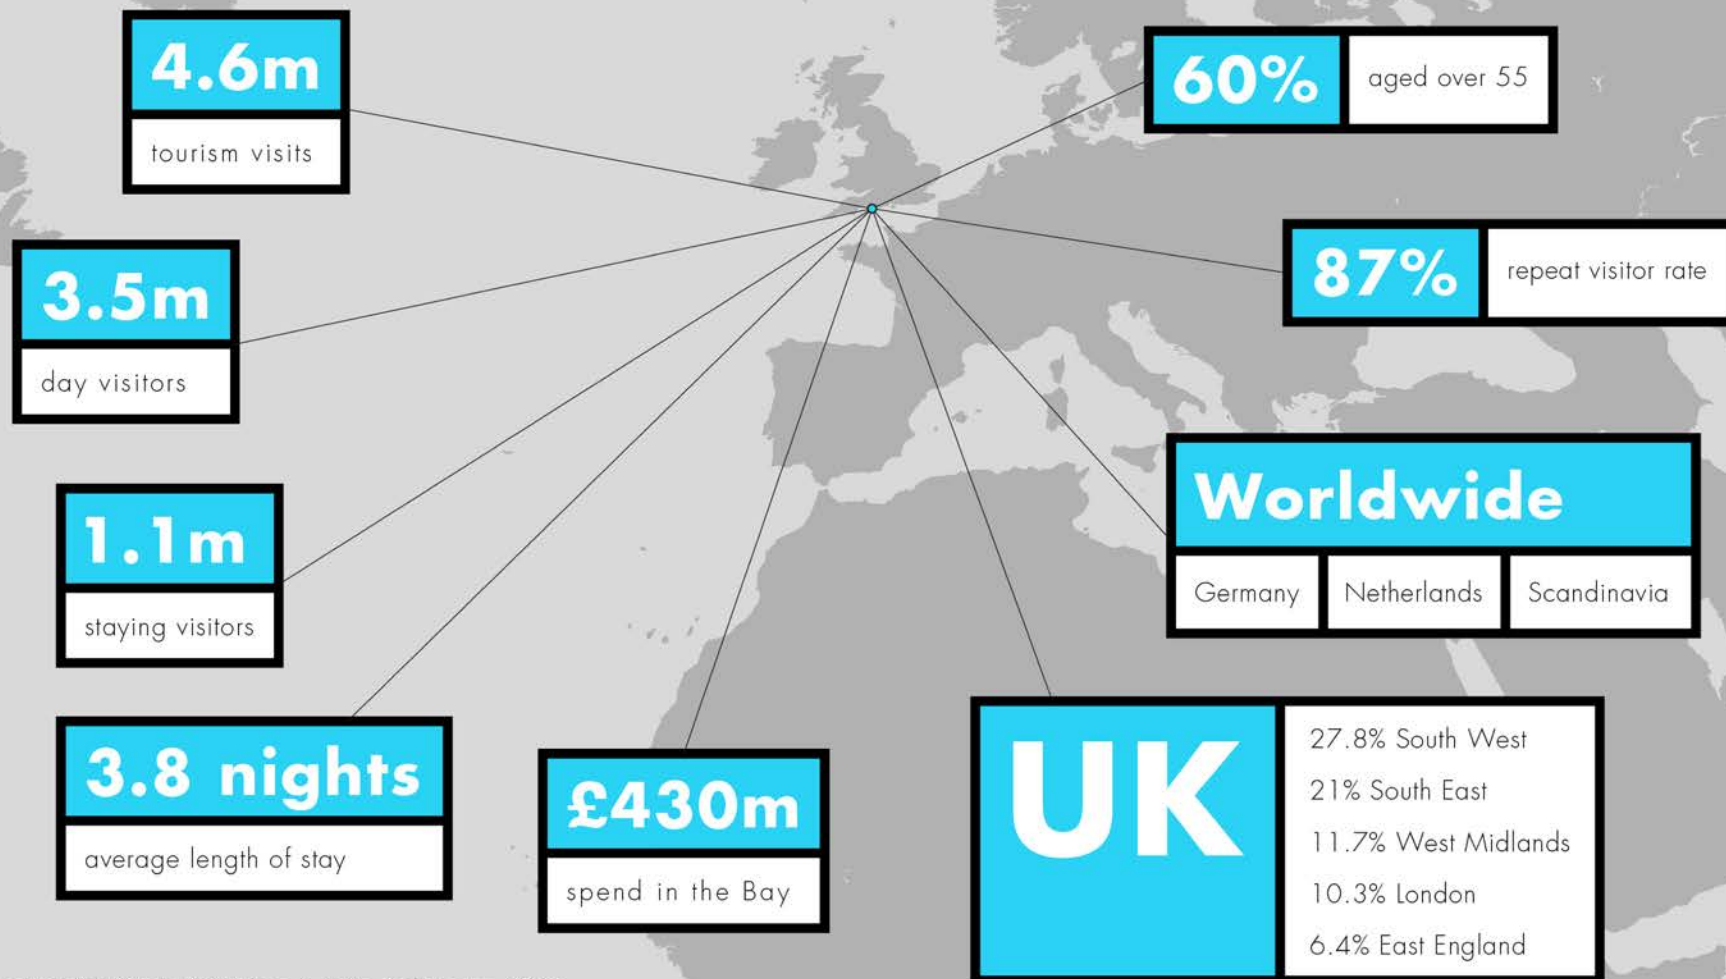 4.6m
tourism visits
60%
aged over 55
3.5m
day visitors
87%
repeat visitor rate
1.1m
staying visitors
Worldwide
Germany
Netherlands
Scandinavia
3.8 nights
average length of stay
£430m
spend in the Bay
UK
27.8% South West
21% South East
11.7% West Midlands
10.3% London
6.4% East England